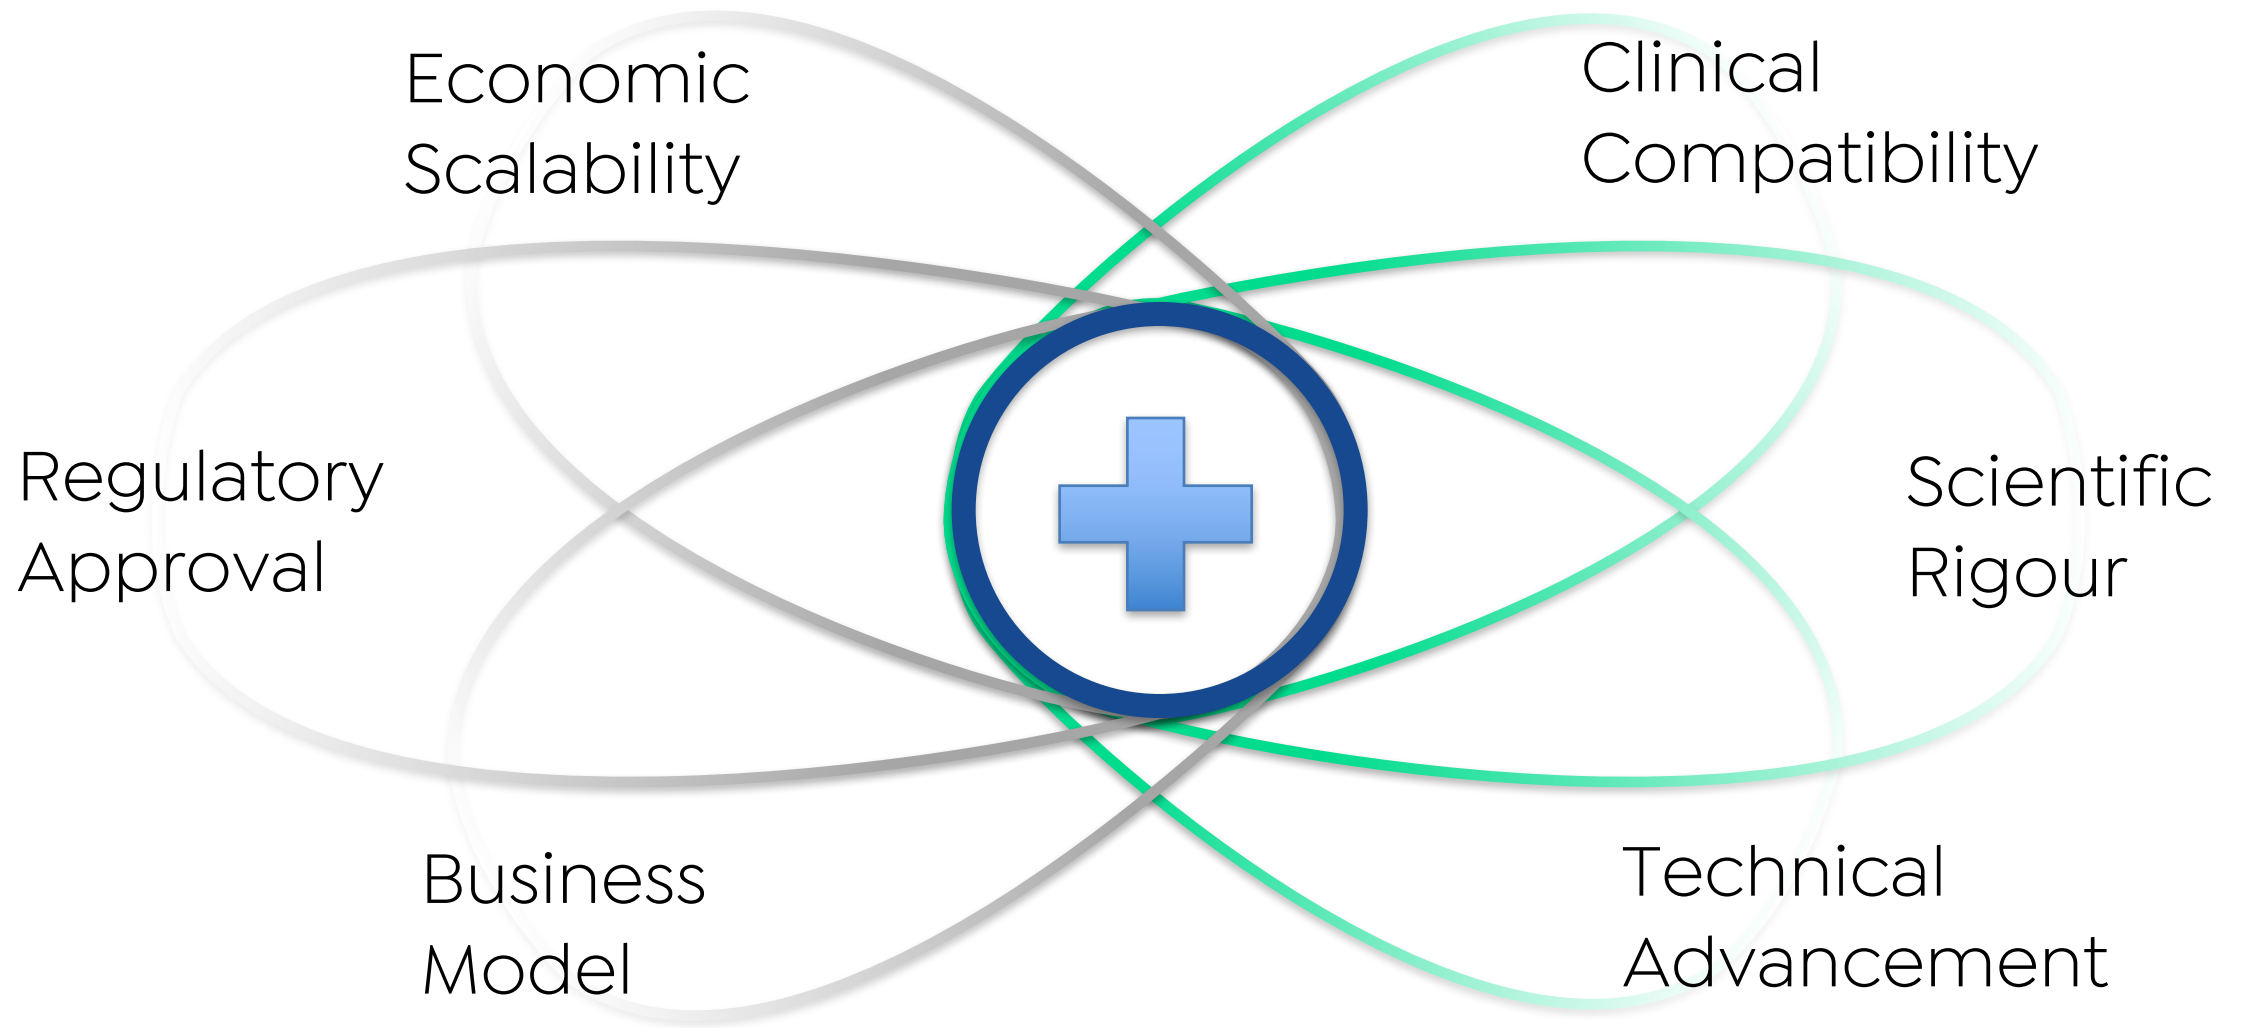 Economic
Scalability
Clinical
Compatibility
Regulatory
Approval
Scientific
Rigour
Business
Model
Technical
Advancement